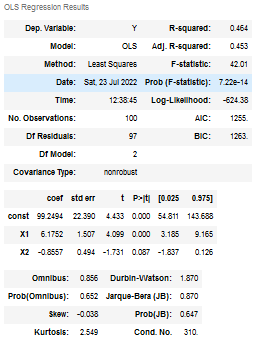 OLS Regression Results
Dep. Variable: Y R-squared: 0.464
Model: OLS Adj. R-squared: 0.453
Method: Least Squares F-statistic: 42.01
Date: Sat, 23 Jul 2022 Prob (F-statistic): 7.22e-14
Time: 12:38:45 Log-Likelihood: -624.38
No. Observations: 100 AIC: 1255.
Df Residuals: 97 BIC: 1263.
Df Model: 2
Covariance Type: nonrobust
coef std err t P>|t| [0.025 0.975]
const 99.2494 22.390 4.433 0.000 54.811 143.688
X1 6.1752 1.507 4.099 0.000 3.185 9.165
X2 -0.8557 0.494 -1.731 0.087 -1.837 0.126
Omnibus: 0.856 Durbin-Watson: 1.870
Prob(Omnibus): 0.652 Jarque-Bera (JB): 0.870
Skew: -0.038 Prob(JB): 0.647
Kurtosis: 2.549 Cond. No. 310.